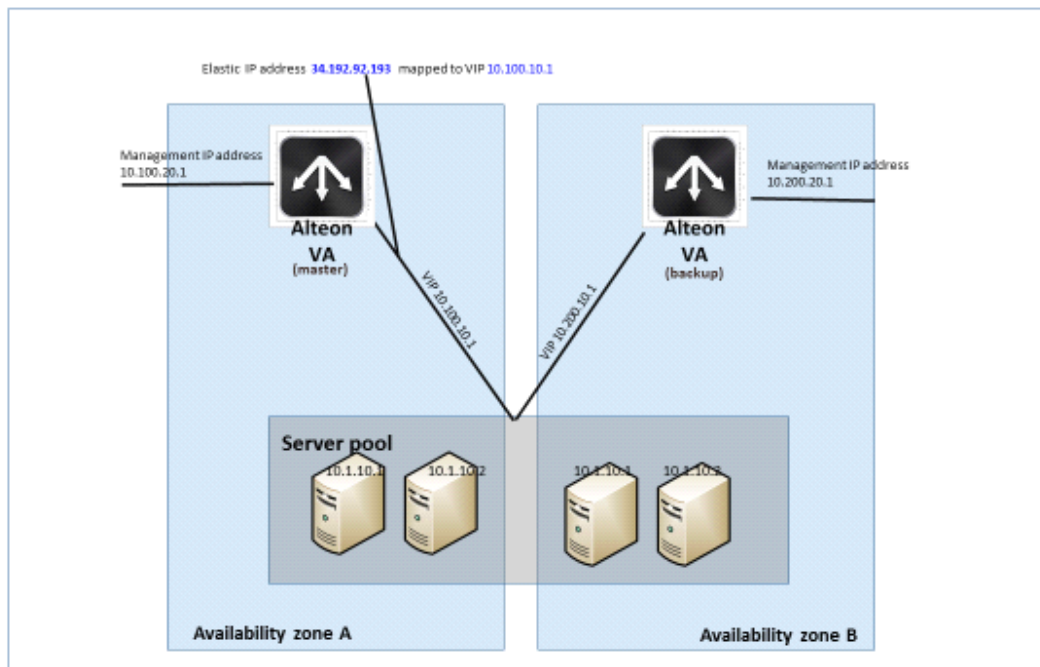 Elastic IP address 34.192.92.193 mapped to VIP 10.100.10.1
Management IP address
10.100.20.1
Alteon
VA
(master)
Management IP address
10.200.20.1
Alteon
VA
(backup)
VIP 10.100.10.1
VIP 10.200.10.1
Server pool
10.1.10.1
10.1.10.2
10.1.10.1
10.1.10.2
Availability zone A
Availability zone B